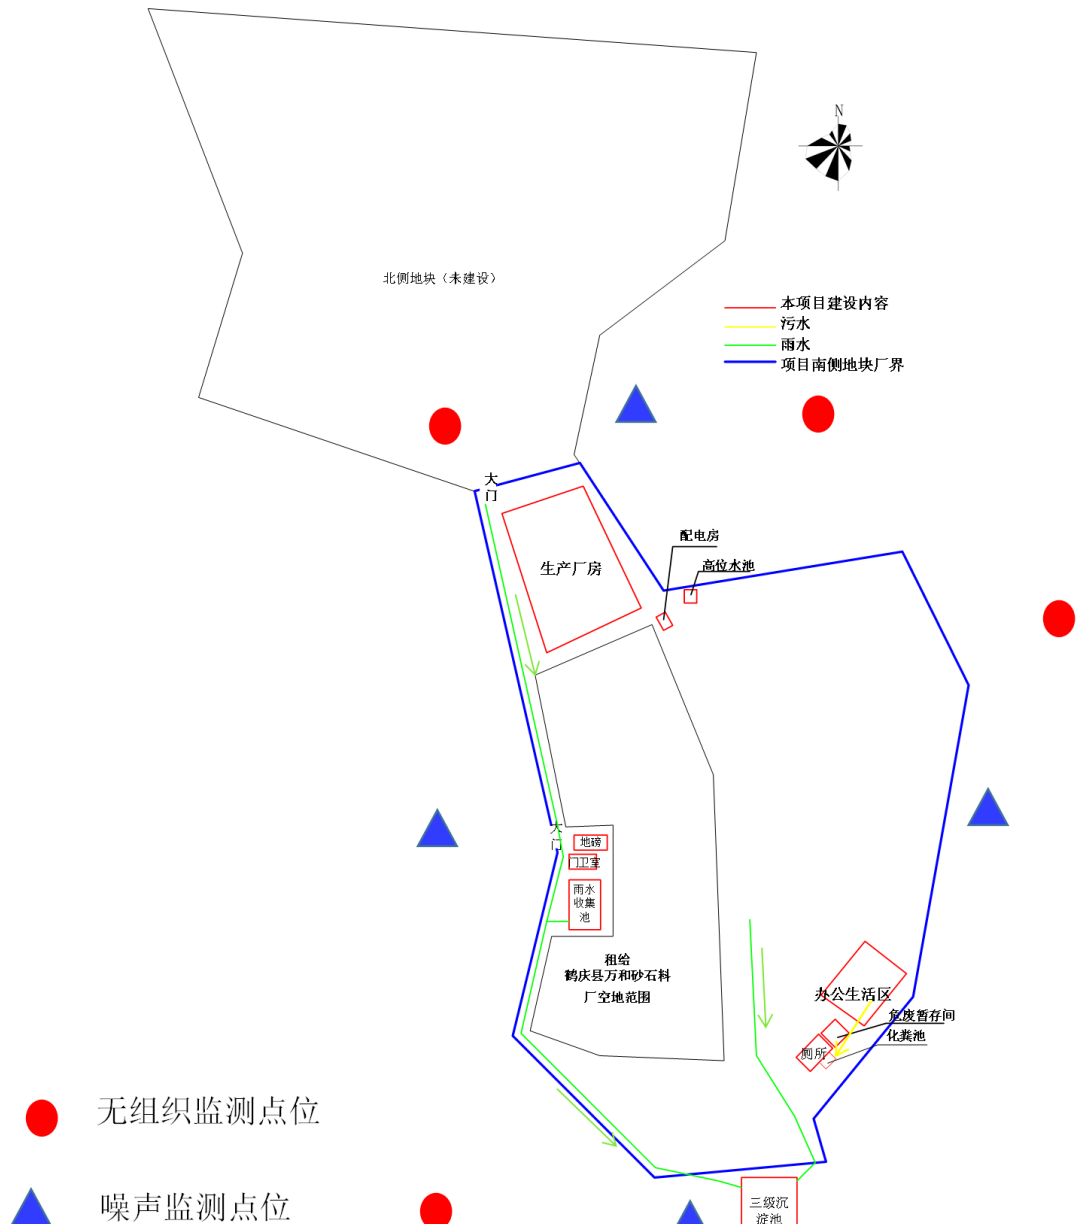 N
北侧地块（未建设）
本项目建设内容
污水
雨水
项目南侧地块厂界
大
门
配电房
高位水池
生产厂房
大
门
地磅
门卫室
雨水
收集
池
租给
鹤庆县万和砂石料
厂空地范围
办公生活区
危废暂存间
化粪池
厕所
无组织监测点位
噪声监测点位
三级沉
淀池